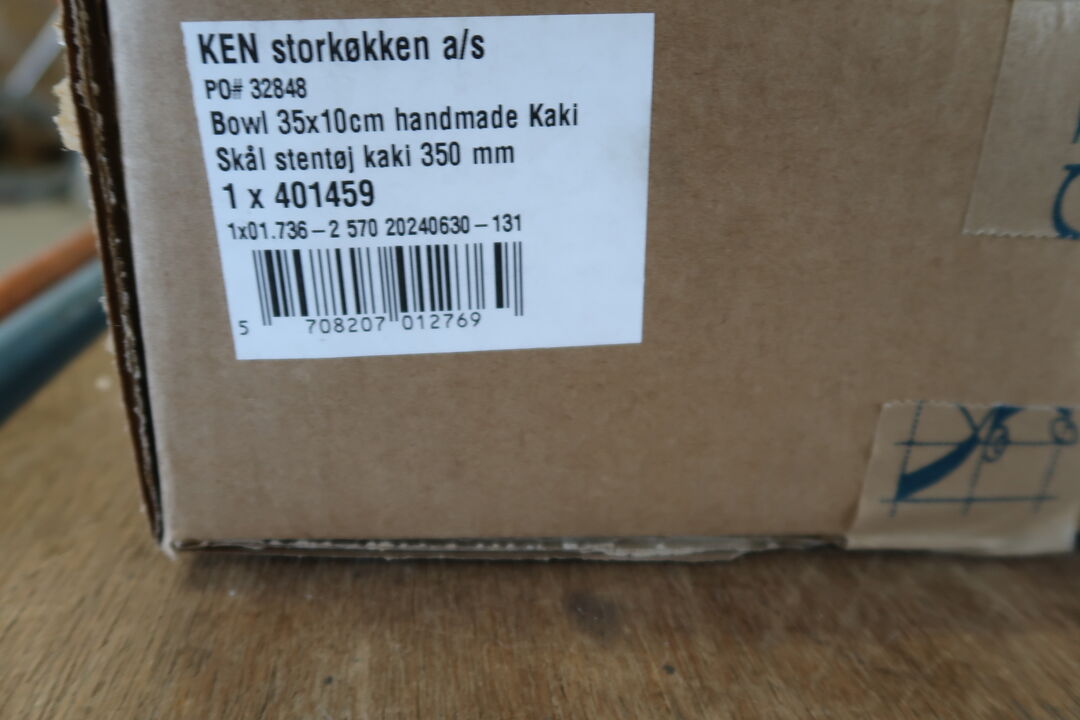 KEN storkøkken a/s
PO# 32848
Bowl 35x10cm handmade Kaki
Skål stentøj kaki 350 mm
1 x 401459
1x01.736-2 570 20240630-131
5 708207 012769